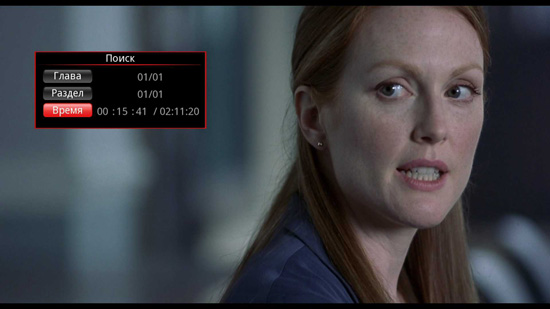 Поиск
Глава 01/01
Раздел 01/01
Время 00 : 15 : 41 / 02:11:20